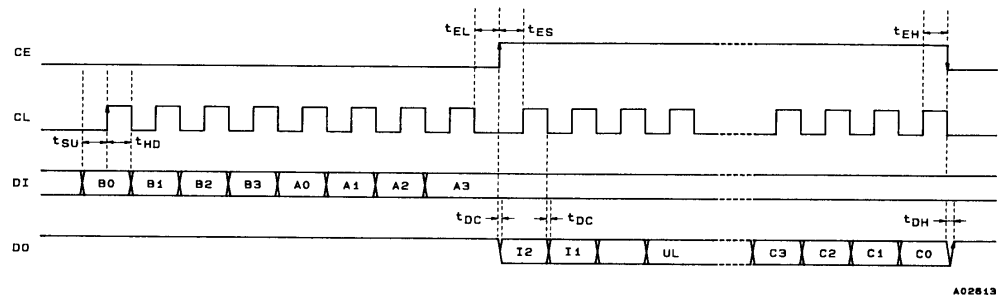 tEL tES tEH
CE
CL
tSU tHD
DI B0 B1 B2 B3 A0 A1 A2 A3
tDC tDC tDH
DO I2 I1 UL C3 C2 C1 C0
A02613